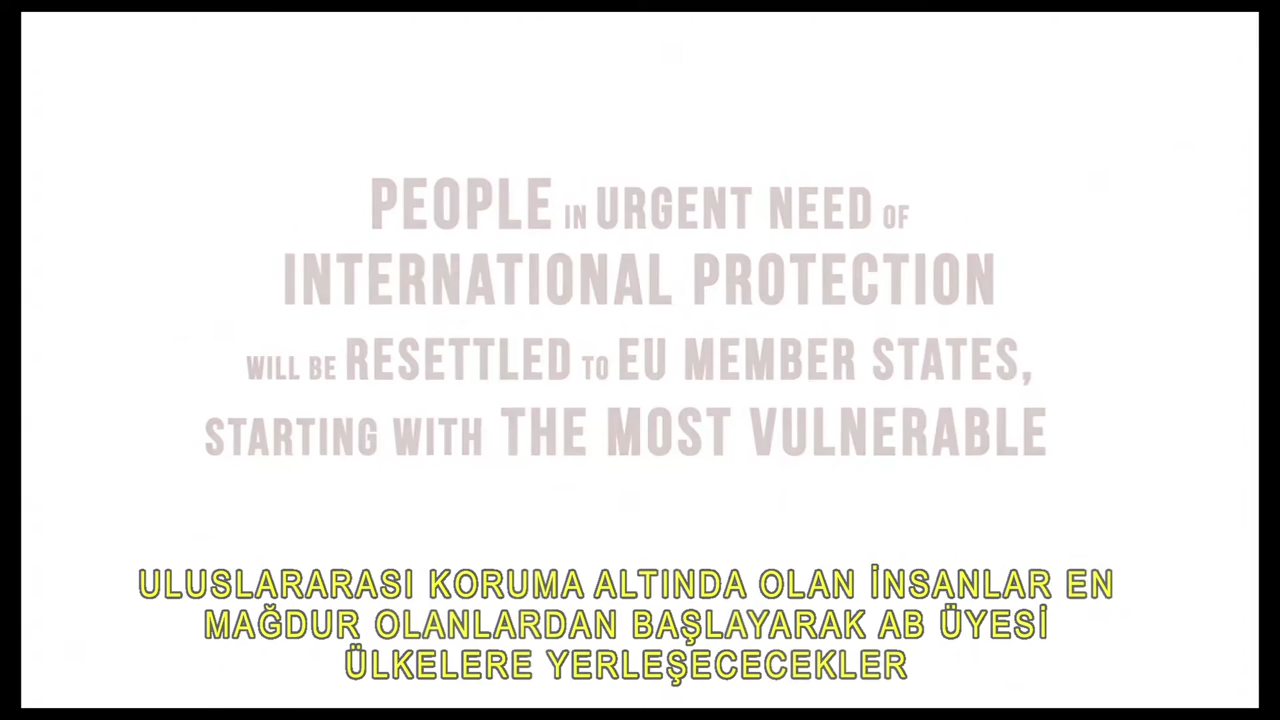 PEOPLE IN URGENT NEED OF
INTERNATIONAL PROTECTION
WILL BE RESETTLED TO EU MEMBER STATES,
STARTING WITH THE MOST VULNERABLE
ULUSLARARASI KORUMA ALTINDA OLAN İNSANLAR EN
MAĞDUR OLANLARDAN BAŞLAYARAK AB ÜYESİ
ÜLKELERE YERLEŞECECEKLER